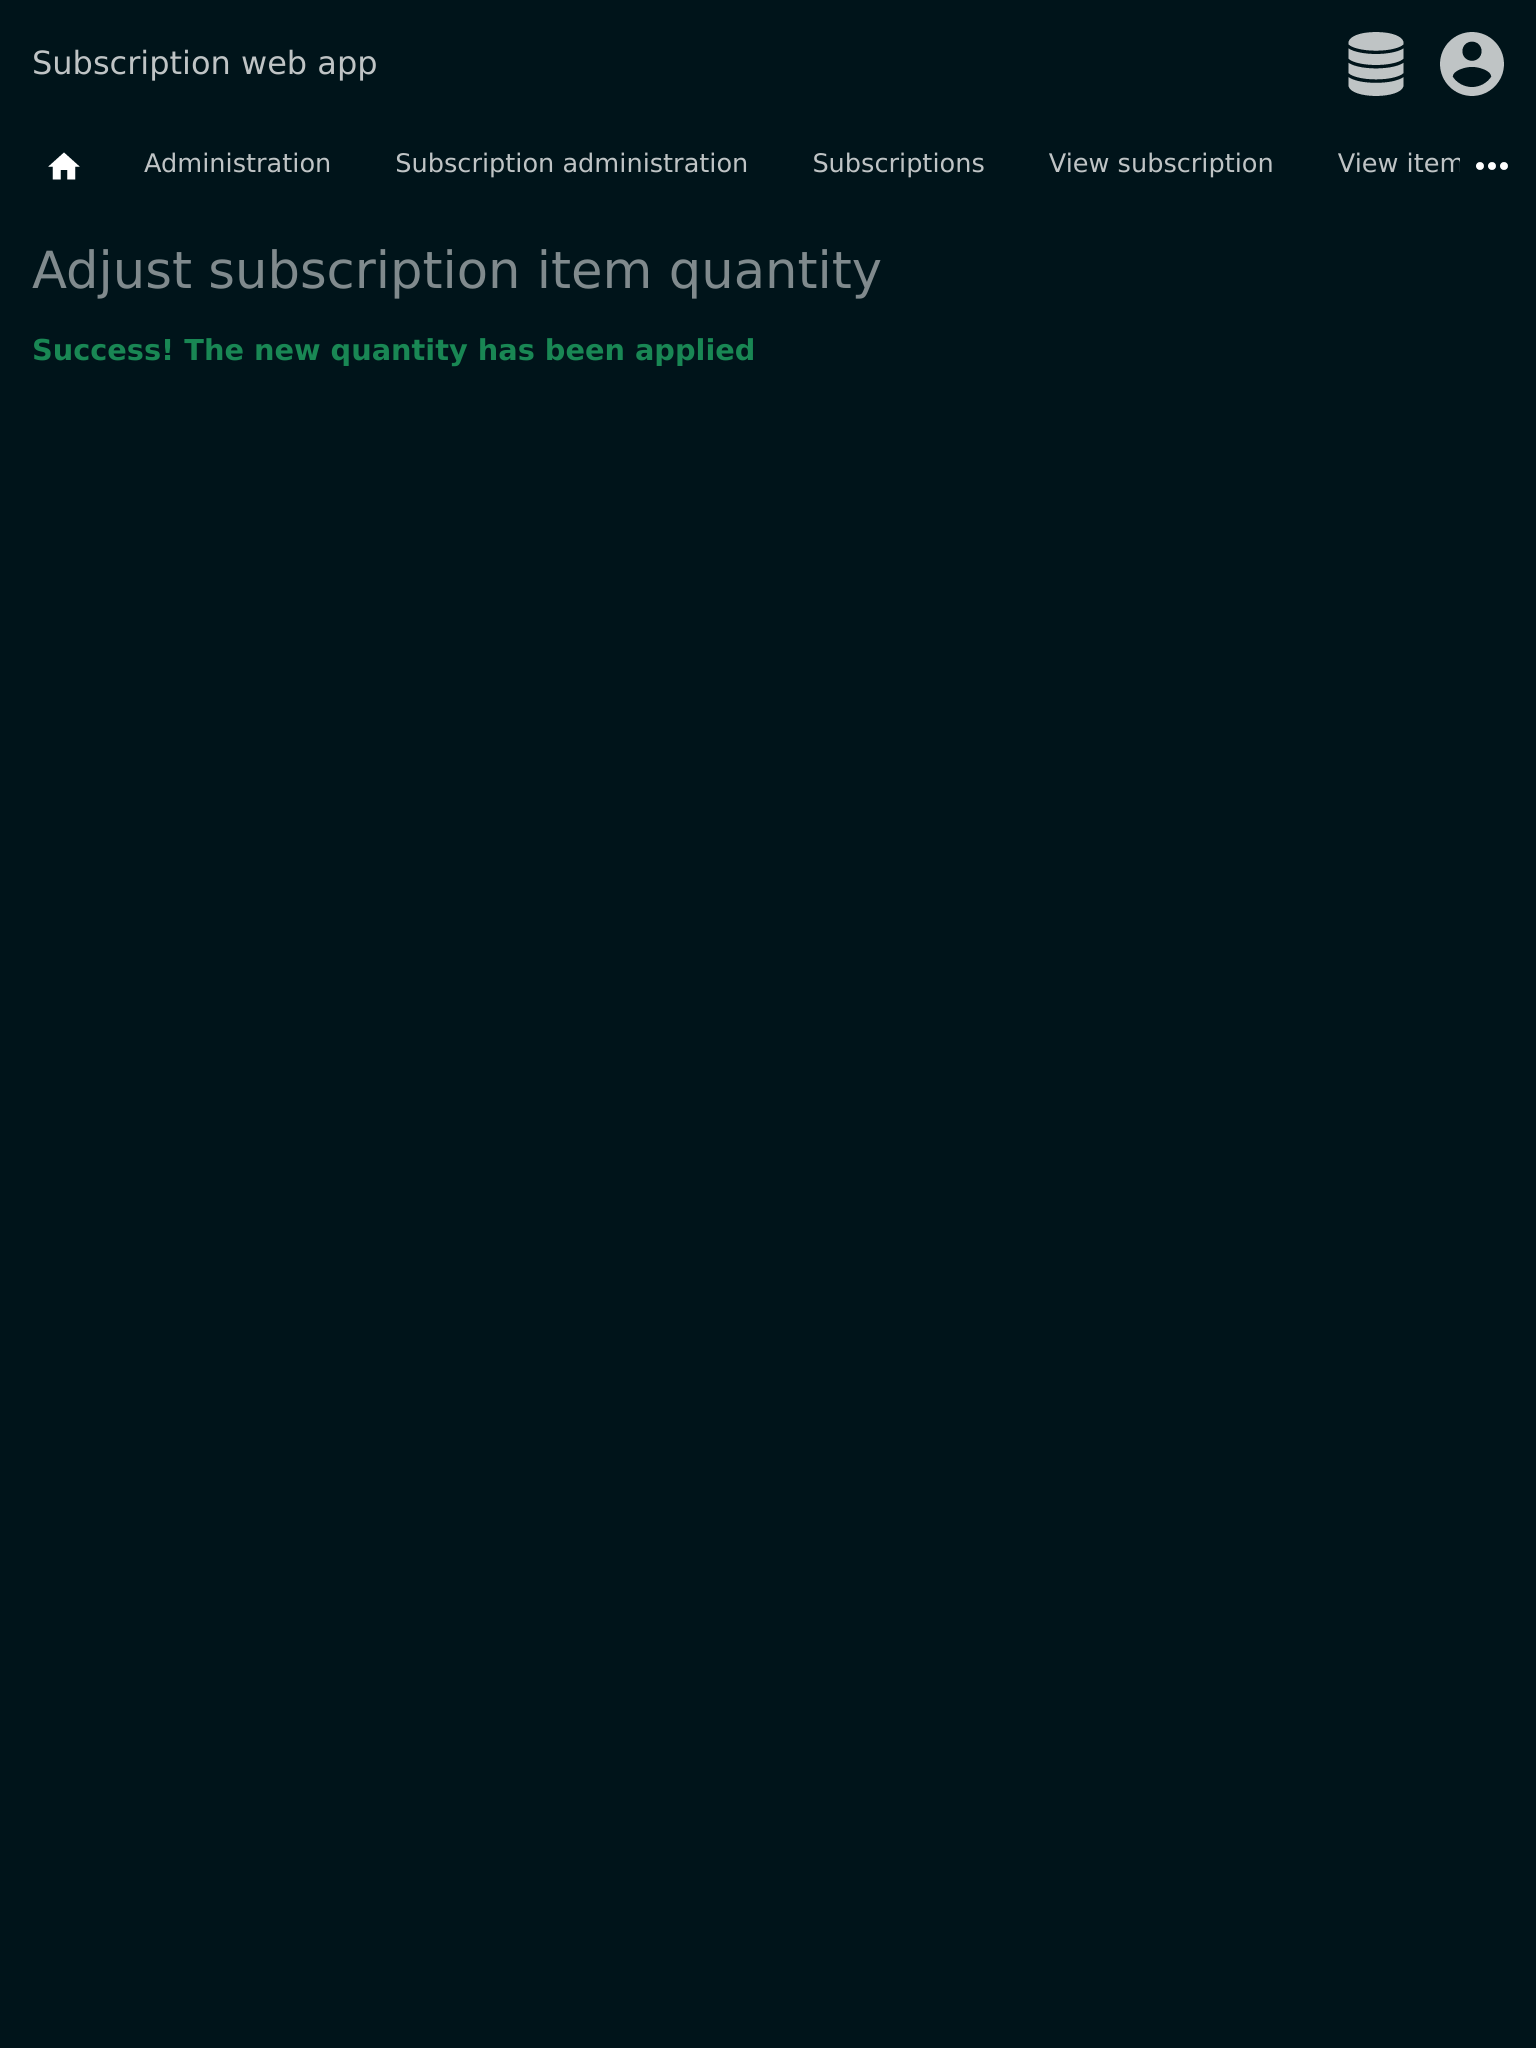 Subscription web app
Administration Subscription administration Subscriptions View subscription View item
Adjust subscription item quantity
Success! The new quantity has been applied